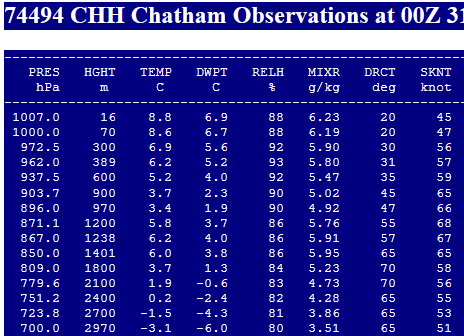 74494 CHH Chatham Observations at 00Z 31
PRES HGHT TEMP DWPT RELH MIXR DRCT SKNT
hPa m C C % g/kg deg knot
1007.0 16 8.8 6.9 88 6.23 20 45
1000.0 70 8.6 6.7 88 6.19 20 47
972.5 300 6.9 5.6 92 5.90 30 56
962.0 389 6.2 5.2 93 5.80 31 57
937.5 600 5.2 4.0 92 5.47 35 59
903.7 900 3.7 2.3 90 5.02 45 65
896.0 970 3.4 1.9 90 4.92 47 66
871.1 1200 5.8 3.7 86 5.76 55 68
867.0 1238 6.2 4.0 86 5.91 57 67
850.0 1401 6.0 3.8 86 5.95 65 65
809.0 1800 3.7 1.3 84 5.23 70 58
779.6 2100 1.9 -0.6 83 4.73 70 56
751.2 2400 0.2 -2.4 82 4.28 65 55
723.8 2700 -1.5 -4.3 81 3.86 65 53
700.0 2970 -3.1 -6.0 80 3.51 65 51